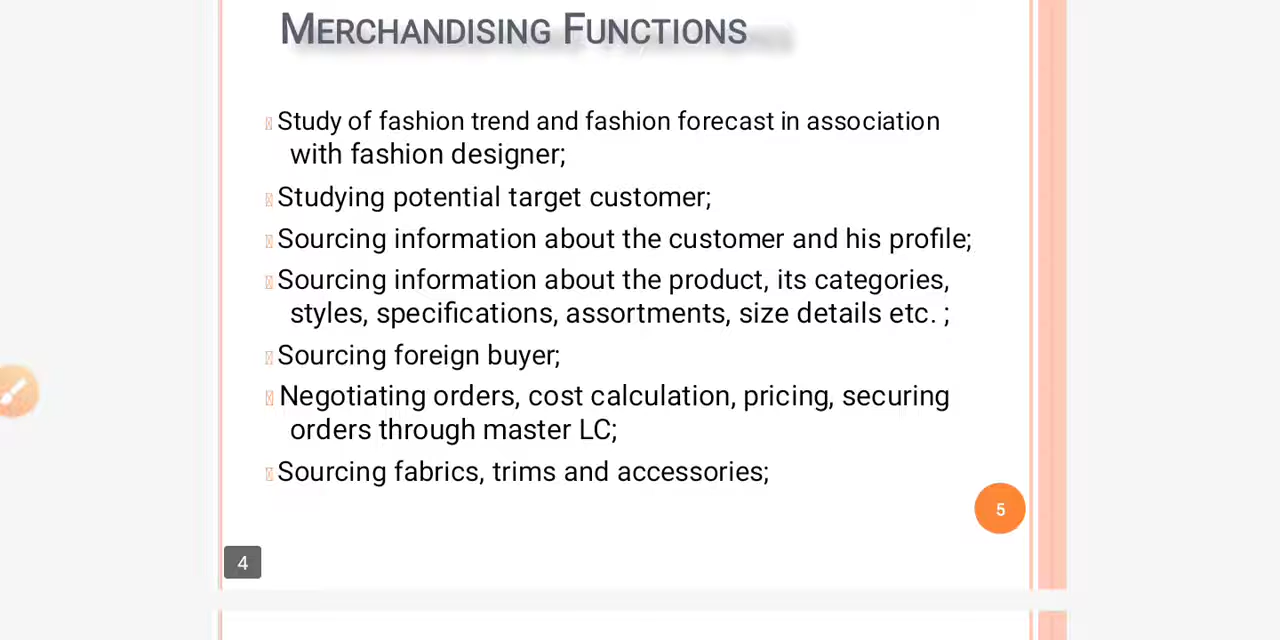 MERCHANDISING FUNCTIONS
Study of fashion trend and fashion forecast in association
with fashion designer;
Studying potential target customer;
Sourcing information about the customer and his profile;
Sourcing information about the product, its categories,
styles, specifications, assortments, size details etc. ;
Sourcing foreign buyer;
Negotiating orders, cost calculation, pricing, securing
orders through master LC;
Sourcing fabrics, trims and accessories;
5
4